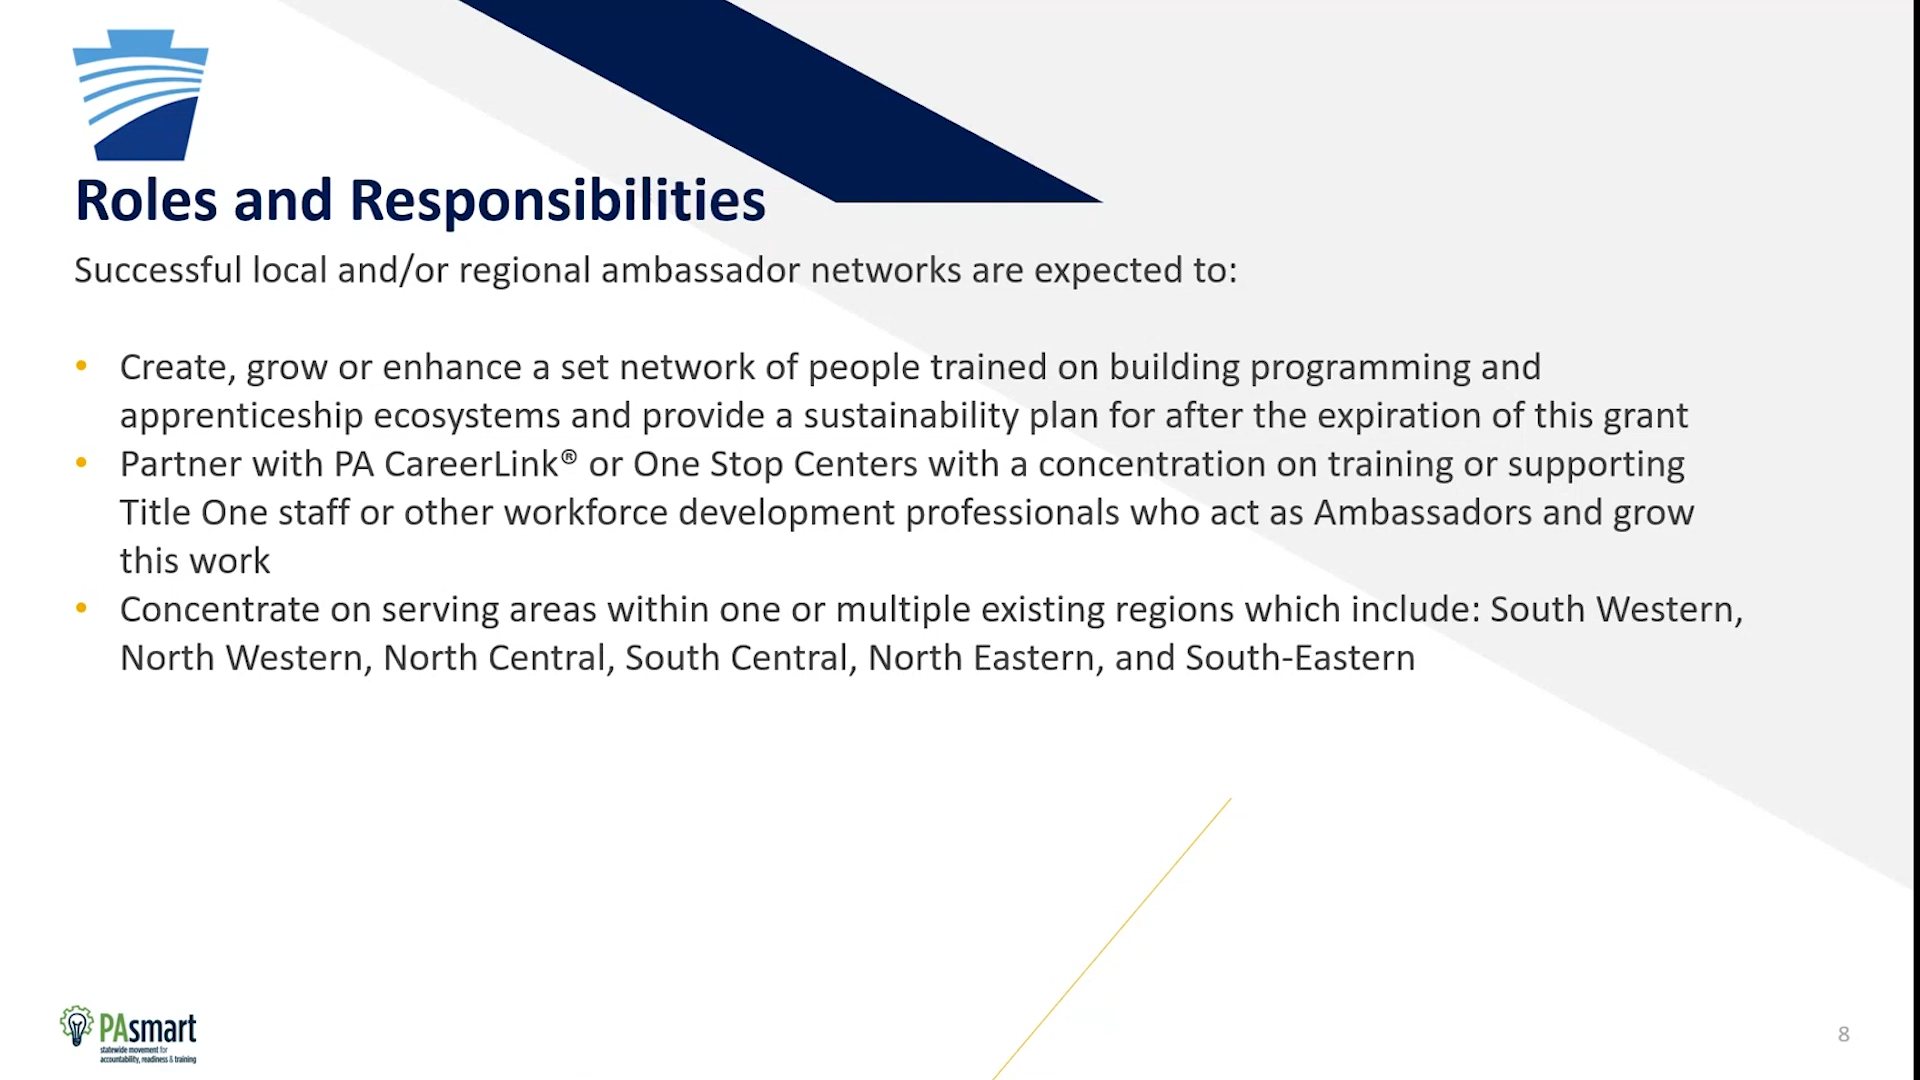 Roles and Responsibilities
Successful local and/or regional ambassador networks are expected to:
• Create, grow or enhance a set network of people trained on building programming and
apprenticeship ecosystems and provide a sustainability plan for after the expiration of this grant
• Partner with PA CareerLink® or One Stop Centers with a concentration on training or supporting
Title One staff or other workforce development professionals who act as Ambassadors and grow
this work
• Concentrate on serving areas within one or multiple existing regions which include: South Western,
North Western, North Central, South Central, North Eastern, and South-Eastern
PAsmart
statewide movement for
accountability, readiness & training
8